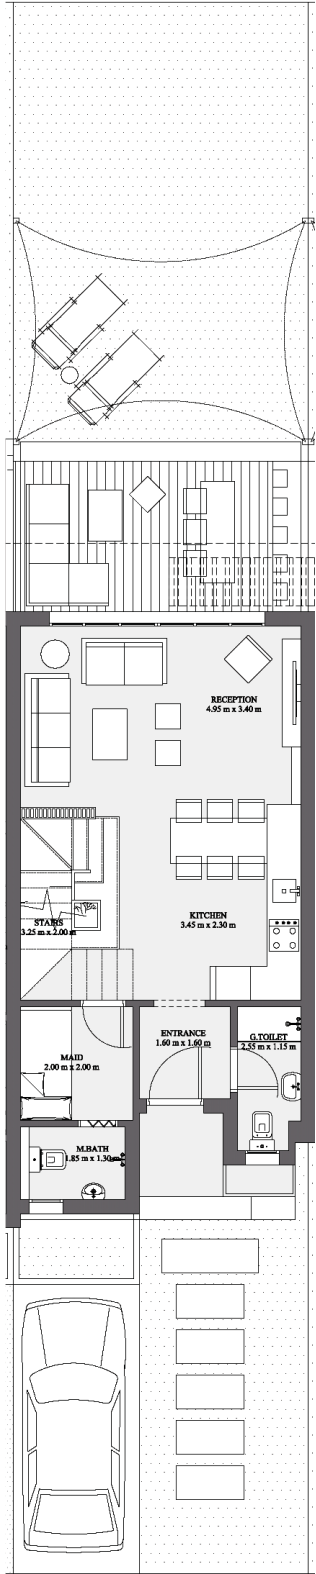 RECEPTION
4.95 m x 3.40 m
KITCHEN
3.45 m x 2.30 m
STAIRS
3.25 m x 2.00 m
ENTRANCE
1.60 m x 1.60 m
G.TOILET
2.55 m x 1.15 m
MAID
2.00 m x 2.00 m
M.BATH
1.85 m x 1.30 m